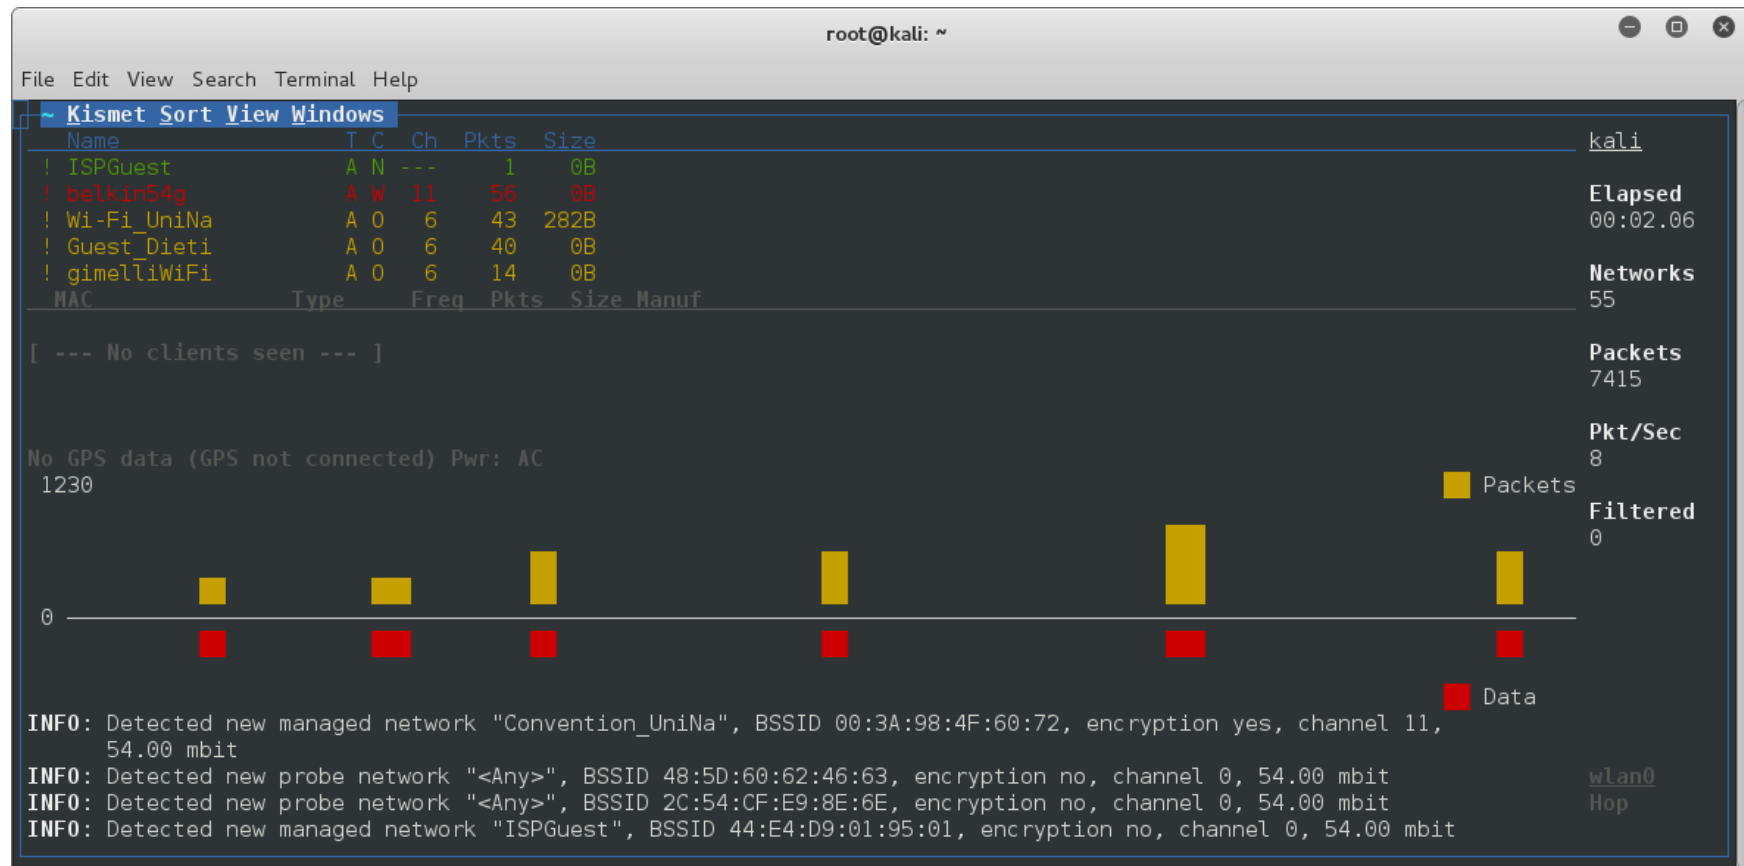 root@kali: ~
File Edit View Search Terminal Help
~ Kismet Sort View Windows
Name T C Ch Pkts Size
! ISPGuest A N --- 1 0B
! belkin54g A W 11 56 0B
! Wi-Fi_UniNa A O 6 43 282B
! Guest_Dieti A O 6 40 0B
! gimelliWiFi A O 6 14 0B
MAC Type Freq Pkts Size Manuf
[ --- No clients seen --- ]
No GPS data (GPS not connected) Pwr: AC
1230
Packets
0
Data
kali
Elapsed
00:02.06
Networks
55
Packets
7415
Pkt/Sec
8
Filtered
0
INFO: Detected new managed network "Convention_UniNa", BSSID 00:3A:98:4F:60:72, encryption yes, channel 11,
54.00 mbit
INFO: Detected new probe network "<Any>", BSSID 48:5D:60:62:46:63, encryption no, channel 0, 54.00 mbit
INFO: Detected new probe network "<Any>", BSSID 2C:54:CF:E9:8E:6E, encryption no, channel 0, 54.00 mbit
INFO: Detected new managed network "ISPGuest", BSSID 44:E4:D9:01:95:01, encryption no, channel 0, 54.00 mbit
wlan0
Hop